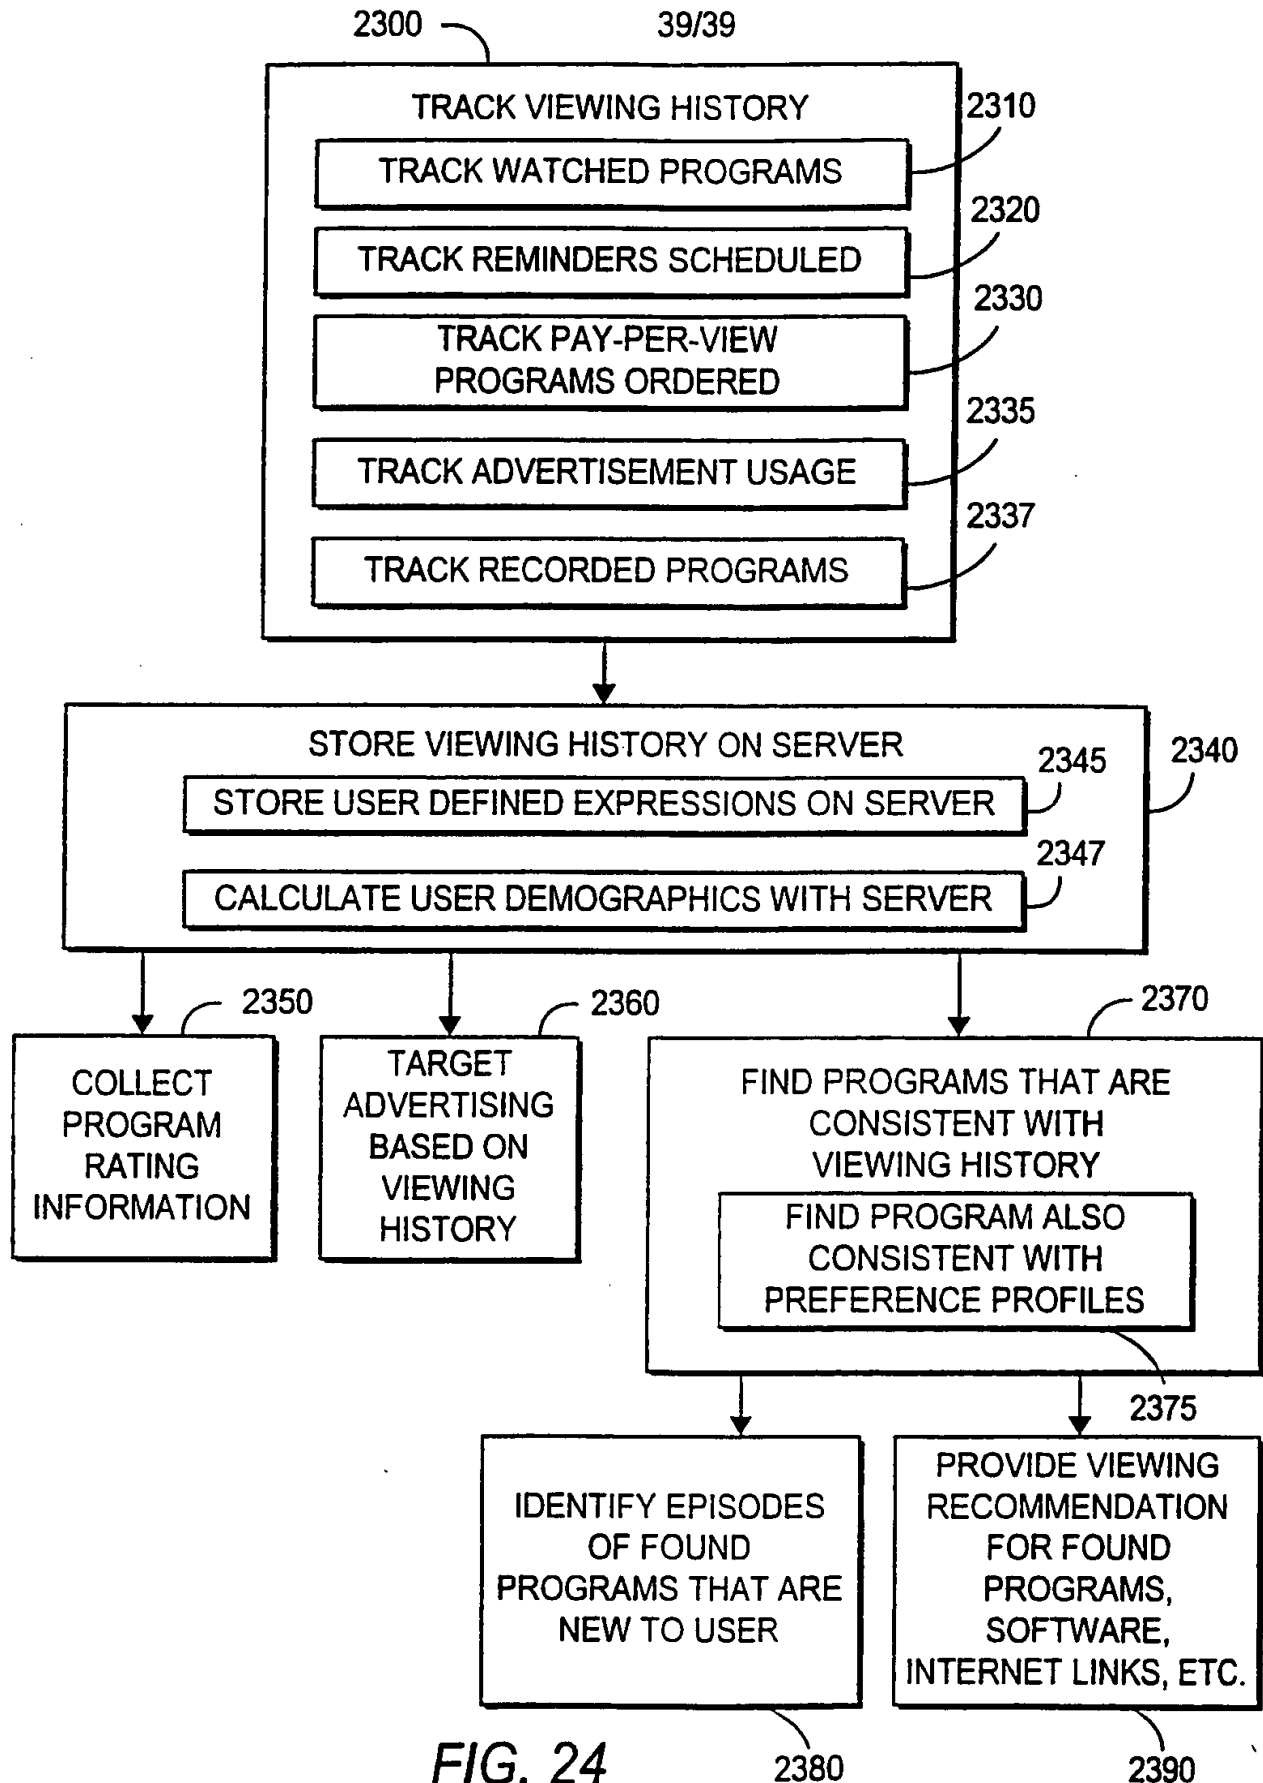 2300
39/39
TRACK VIEWING HISTORY
2310
TRACK WATCHED PROGRAMS
2320
TRACK REMINDERS SCHEDULED
2330
TRACK PAY-PER-VIEW
PROGRAMS ORDERED
2335
TRACK ADVERTISEMENT USAGE
2337
TRACK RECORDED PROGRAMS
STORE VIEWING HISTORY ON SERVER
2340
2345
STORE USER DEFINED EXPRESSIONS ON SERVER
2347
CALCULATE USER DEMOGRAPHICS WITH SERVER
2350
COLLECT
PROGRAM
RATING
INFORMATION
2360
TARGET
ADVERTISING
BASED ON
VIEWING
HISTORY
2370
FIND PROGRAMS THAT ARE
CONSISTENT WITH
VIEWING HISTORY
FIND PROGRAM ALSO
CONSISTENT WITH
PREFERENCE PROFILES
2375
IDENTIFY EPISODES
OF FOUND
PROGRAMS THAT ARE
NEW TO USER
2380
PROVIDE VIEWING
RECOMMENDATION
FOR FOUND
PROGRAMS,
SOFTWARE,
INTERNET LINKS, ETC.
2390
FIG. 24